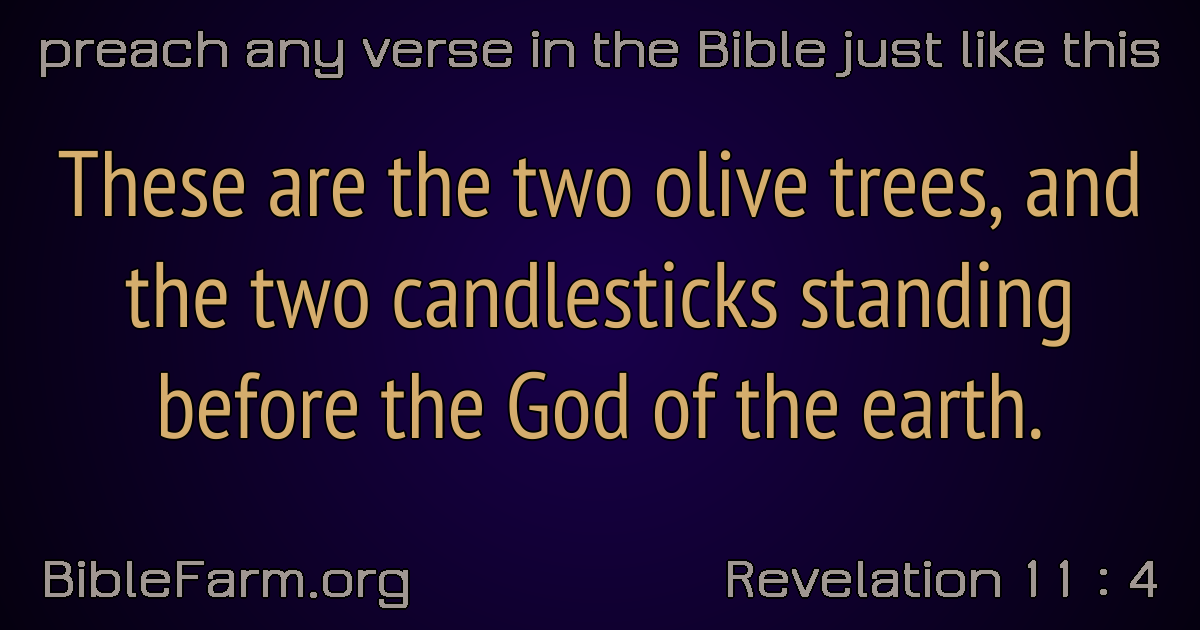 preach any verse in the Bible just like this
These are the two olive trees, and
the two candlesticks standing
before the God of the earth.
BibleFarm.org
Revelation 11 : 4